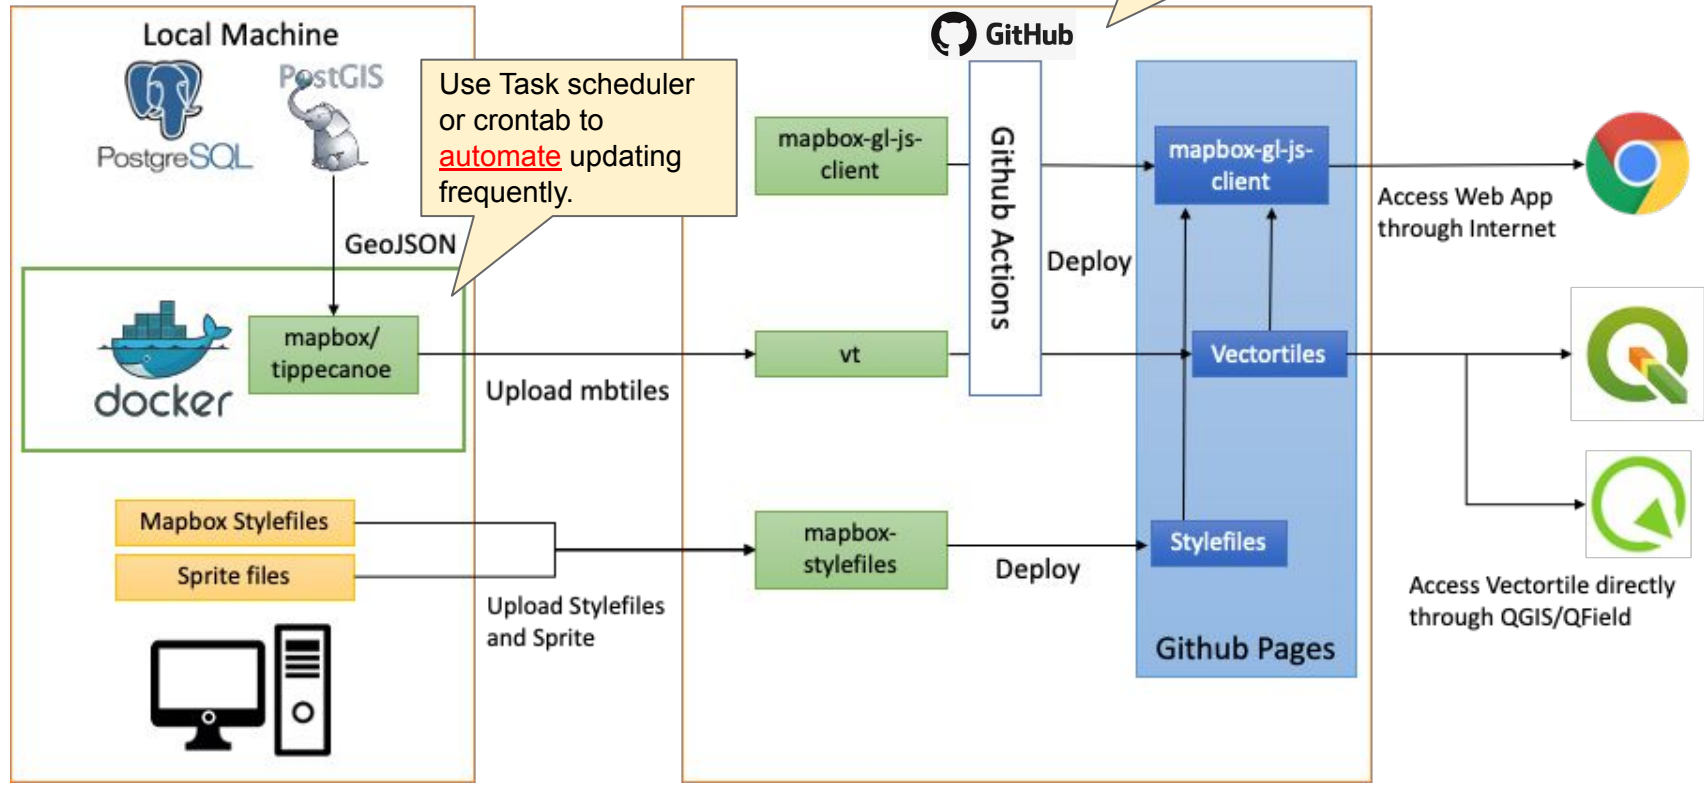 Local Machine
PostgreSQL
PostGIS
Use Task scheduler
or crontab to
automate updating
frequently.
GeoJSON
docker
mapbox/
tippecanoe
Upload mbtiles
Mapbox Stylefiles
Sprite files
Upload Stylefiles
and Sprite
GitHub
mapbox-gl-js-
client
Github Actions
Deploy
vt
mapbox-
stylefiles
Deploy
mapbox-gl-js-
client
Vectortiles
Stylefiles
Github Pages
Access Web App
through Internet
Access Vectortile directly
through QGIS/QField